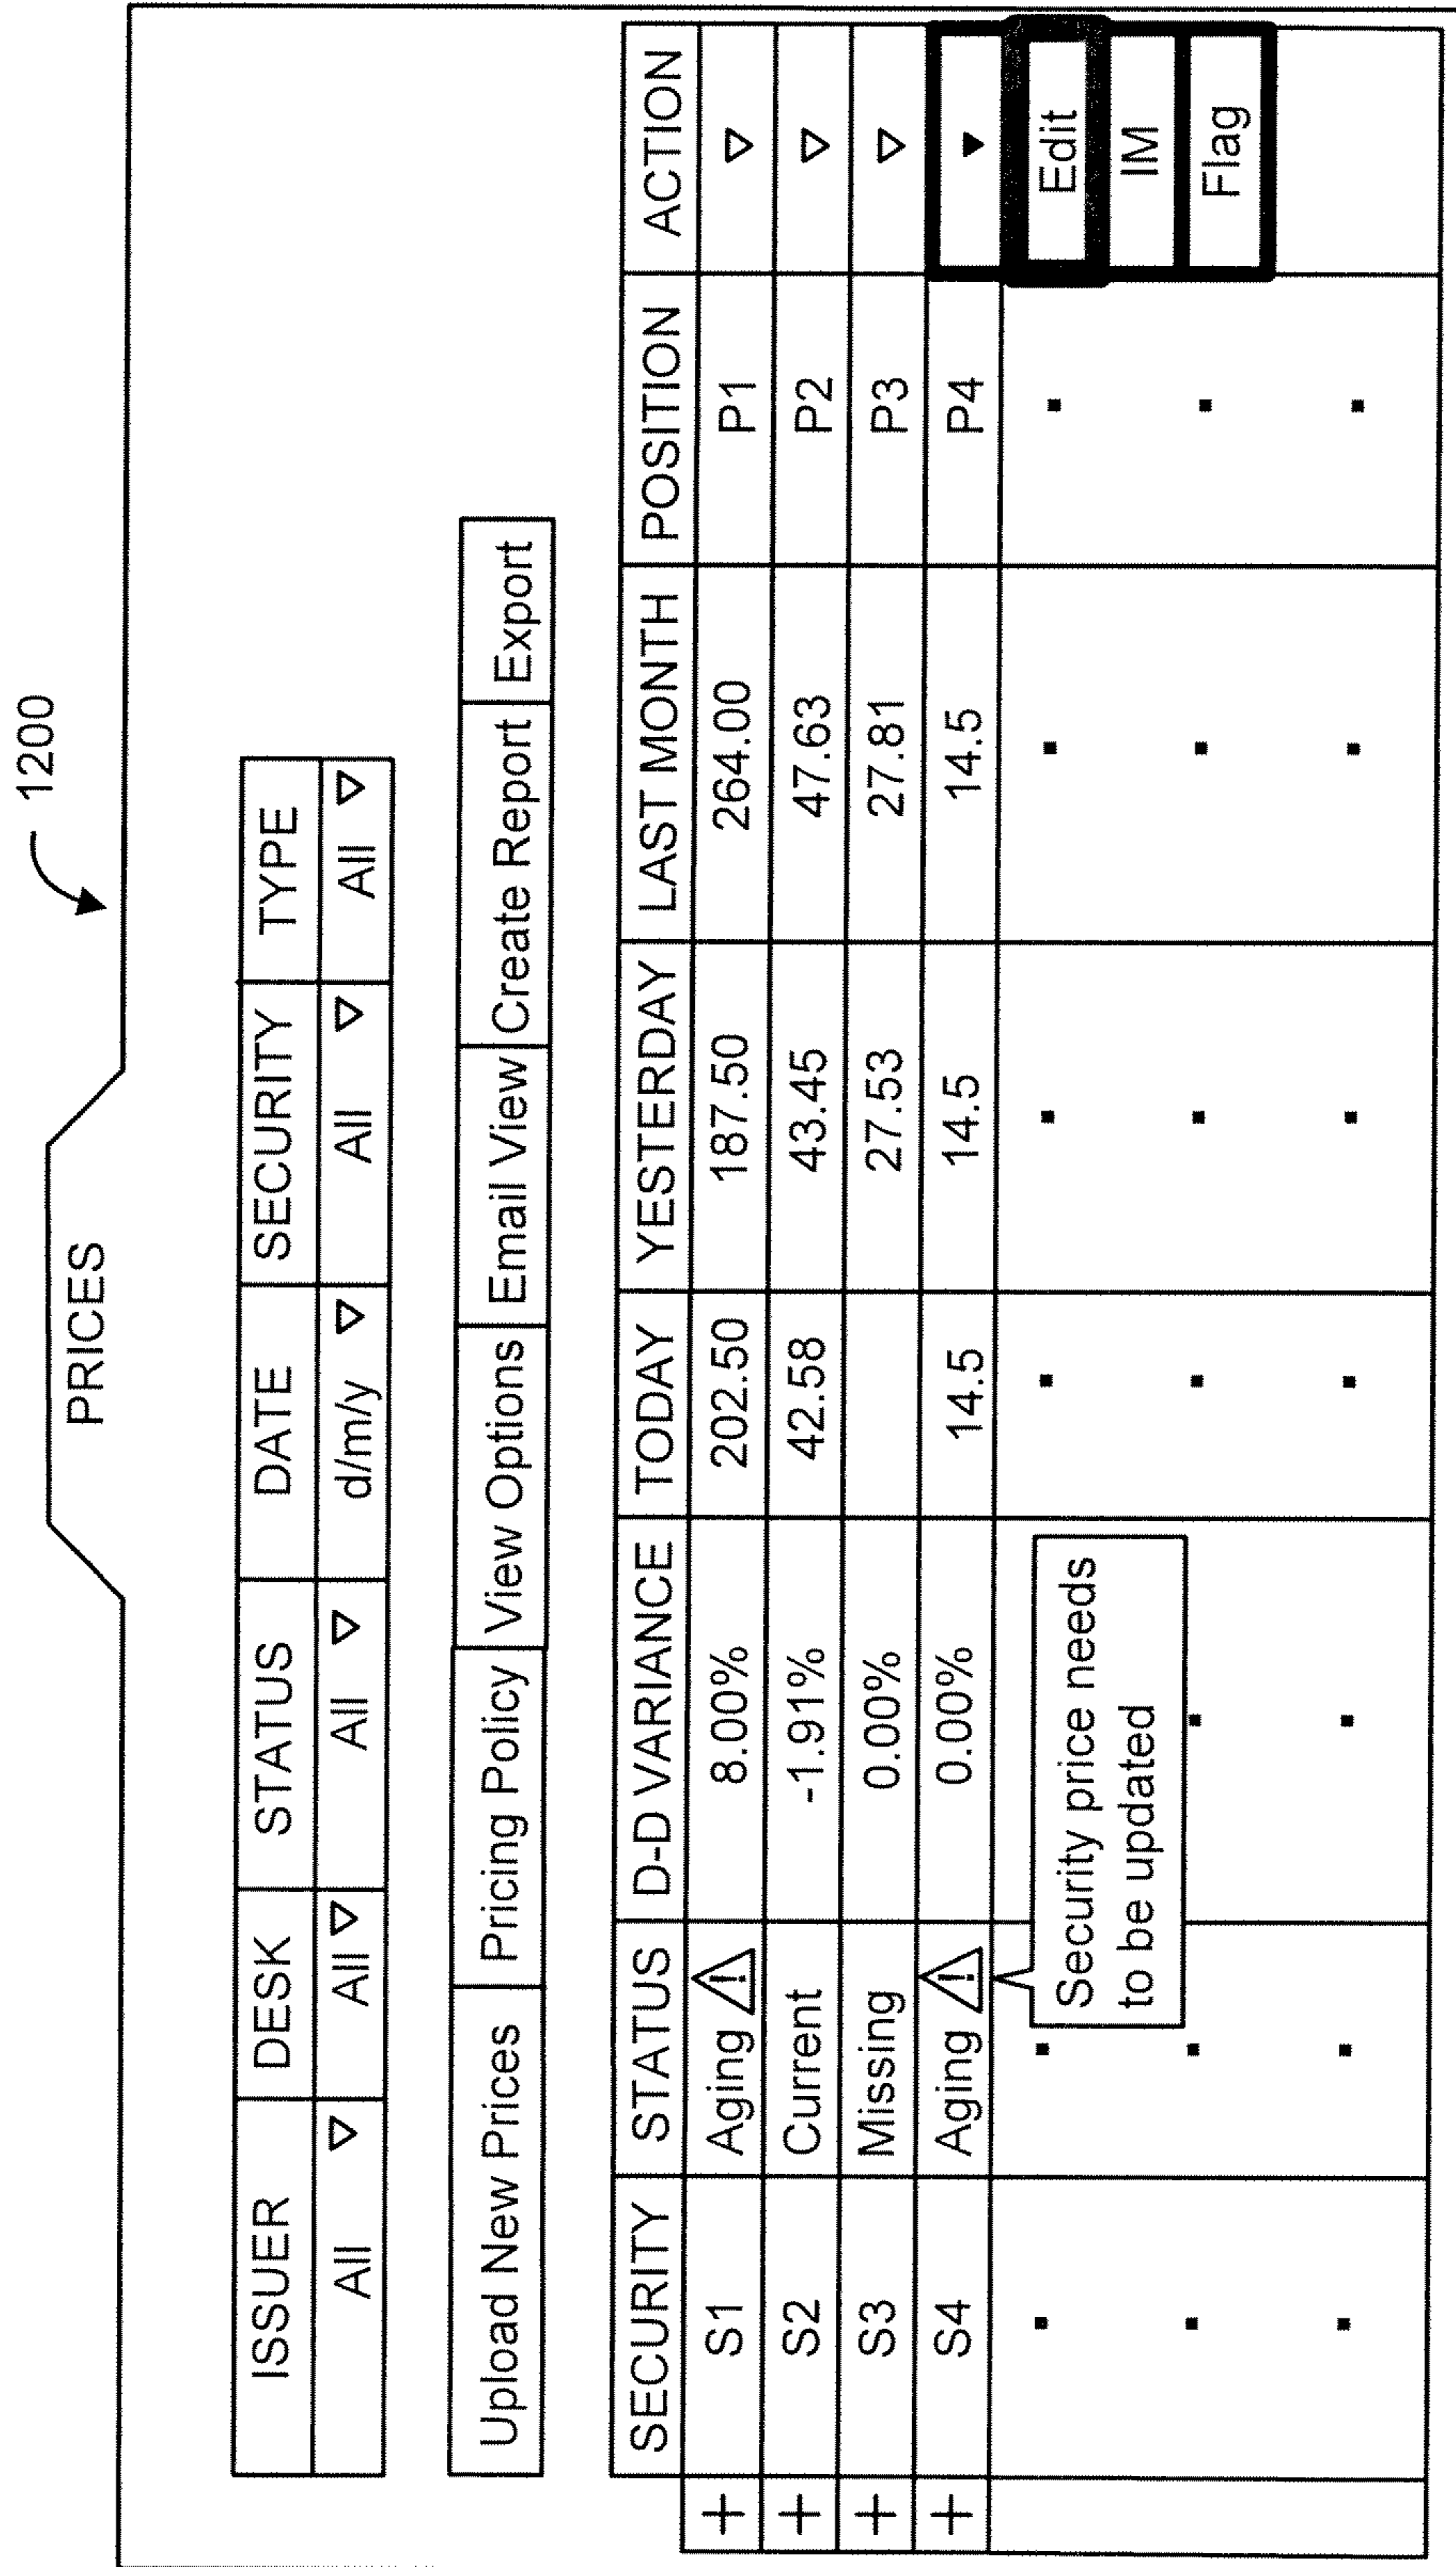 1200
PRICES
ISSUER DESK STATUS DATE SECURITY TYPE
All All All d/m/y All All
Upload New Prices Pricing Policy View Options Email View Create Report Export
SECURITY STATUS D-D VARIANCE TODAY YESTERDAY LAST MONTH POSITION ACTION
+ S1 Aging 8.00% 202.50 187.50 264.00 P1
+ S2 Current -1.91% 42.58 43.45 47.63 P2
+ S3 Missing 0.00% 27.53 27.81 P3
+ S4 Aging 0.00% 14.5 14.5 14.5 P4
Security price needs
to be updated
Edit
IM
Flag